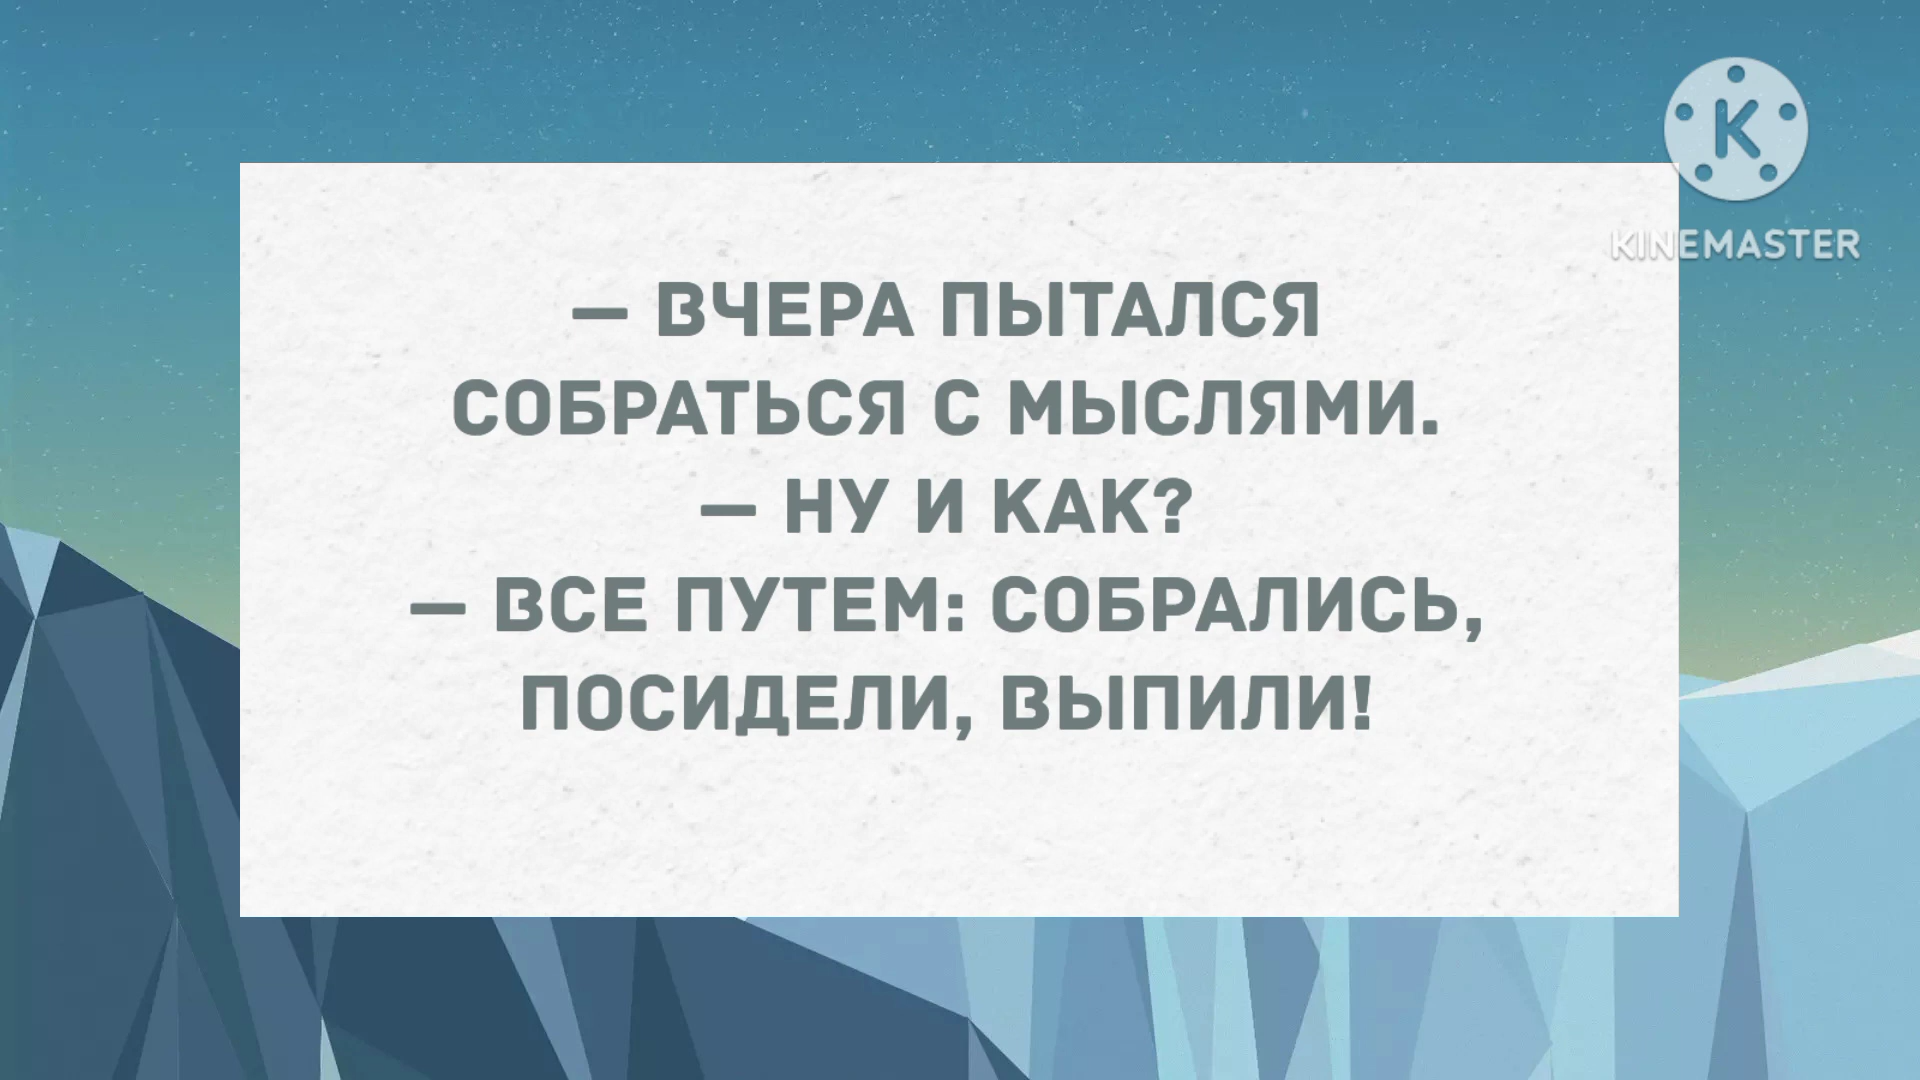 — ВЧЕРА ПЫТАЛСЯ
СОБРАТЬСЯ С МЫСЛЯМИ.
— НУ И КАК?
— ВСЕ ПУТЕМ: СОБРАЛИСЬ,
ПОСИДЕЛИ, ВЫПИЛИ!
K
KINEMASTER